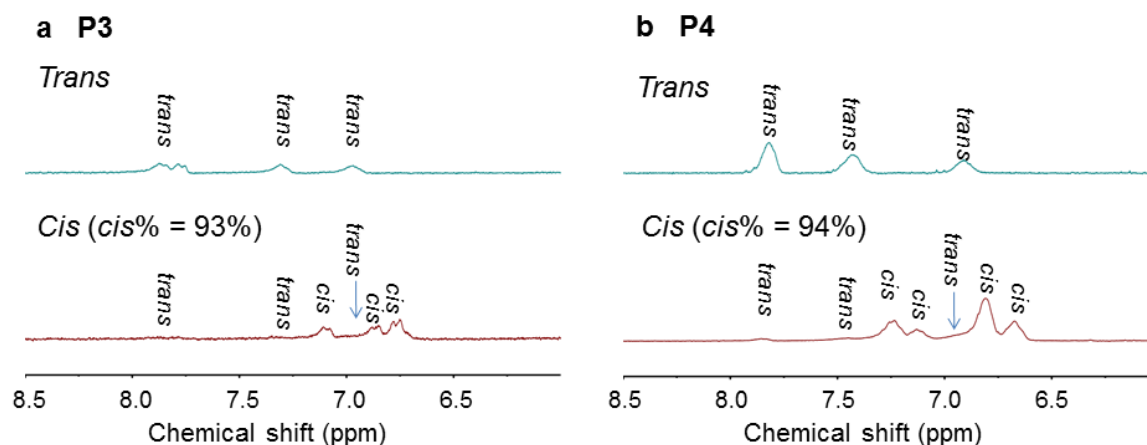 a P3
Trans
trans
trans
trans
Cis (cis% = 93%)
trans
trans
cis
trans
cis
cis
8.5 8.0 7.5 7.0 6.5
Chemical shift (ppm)
b P4
Trans
trans
trans
trans
Cis (cis% = 94%)
trans
trans
cis
cis
trans
cis
cis
8.5 8.0 7.5 7.0 6.5
Chemical shift (ppm)